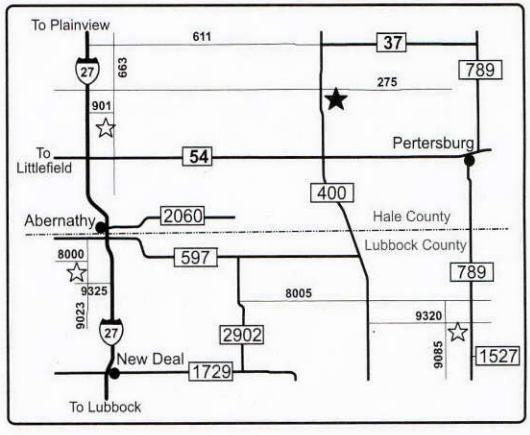 To Plainview
611
37
27
663
789
275
901
Pertersburg
To
Littlefield
54
400
Abernathy
2060
Hale County
Lubbock County
597
8000
789
9325
8005
9023
9320
27
2902
9085
New Deal
1729
1527
To Lubbock